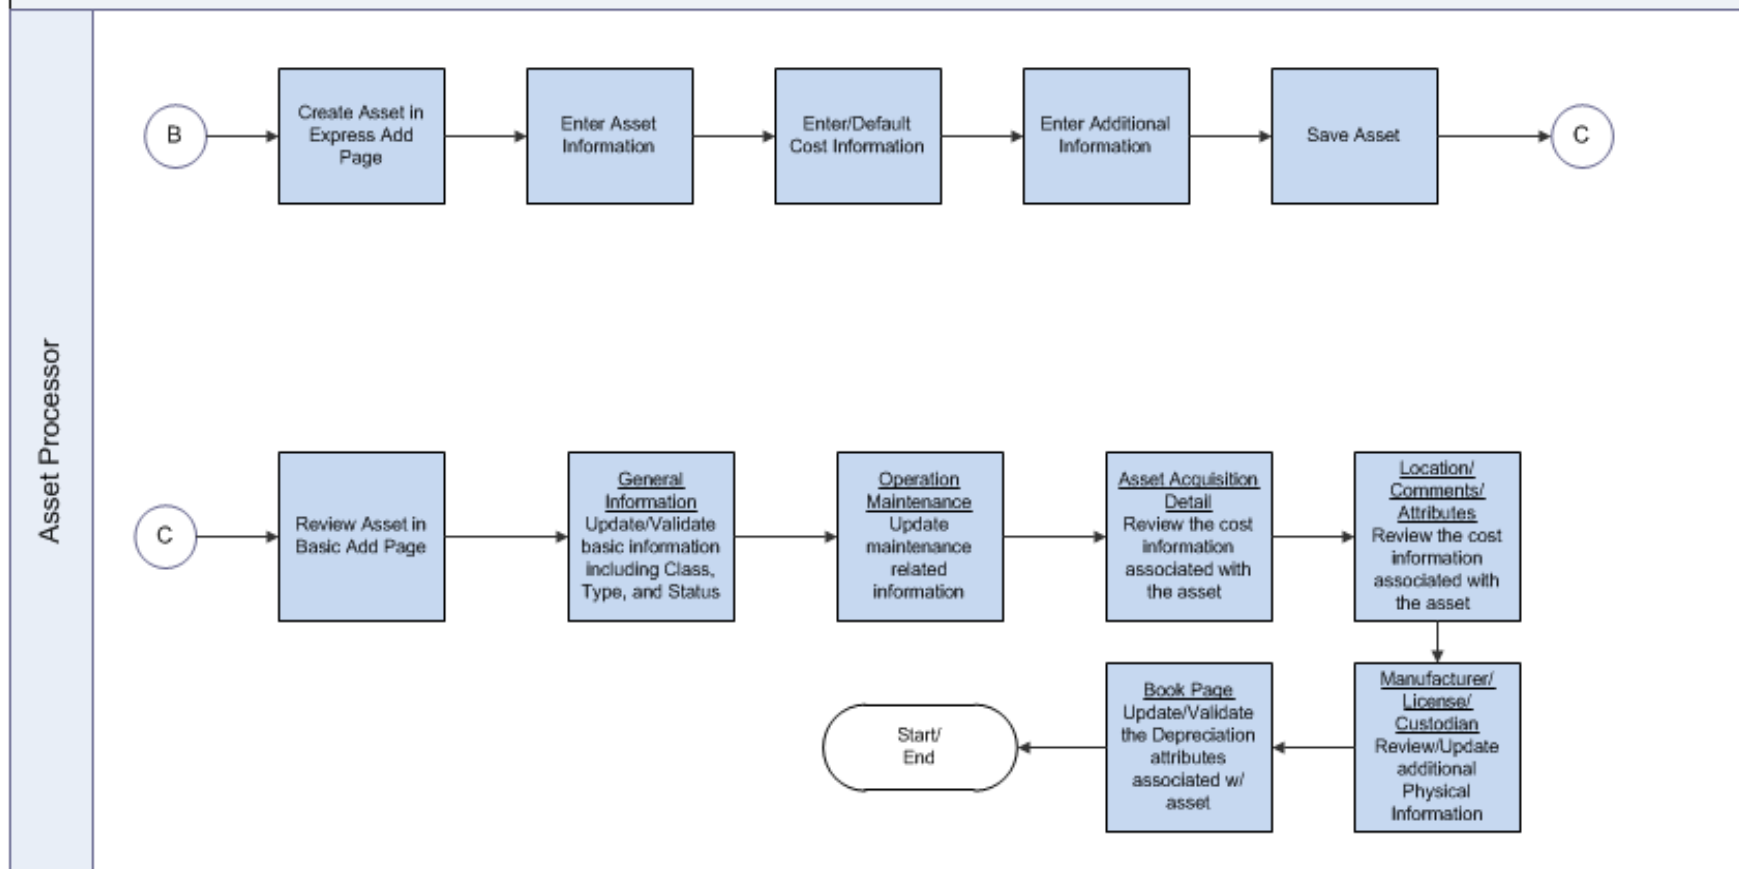 Asset Processor
B
Create Asset in
Express Add
Page
Enter Asset
Information
Enter/Default
Cost Information
Enter Additional
Information
Save Asset
C
C
Review Asset in
Basic Add Page
General
Information
Update/Validate
basic information
including Class,
Type, and Status
Operation
Maintenance
Update
maintenance
related
information
Asset Acquisition
Detail
Review the cost
information
associated with
the asset
Location/
Comments/
Attributes
Review the cost
information
associated with
the asset
Manufacturer/
License/
Custodian
Review/Update
additional
Physical
Information
Book Page
Update/Validate
the Depreciation
attributes
associated w/
asset
Start/
End